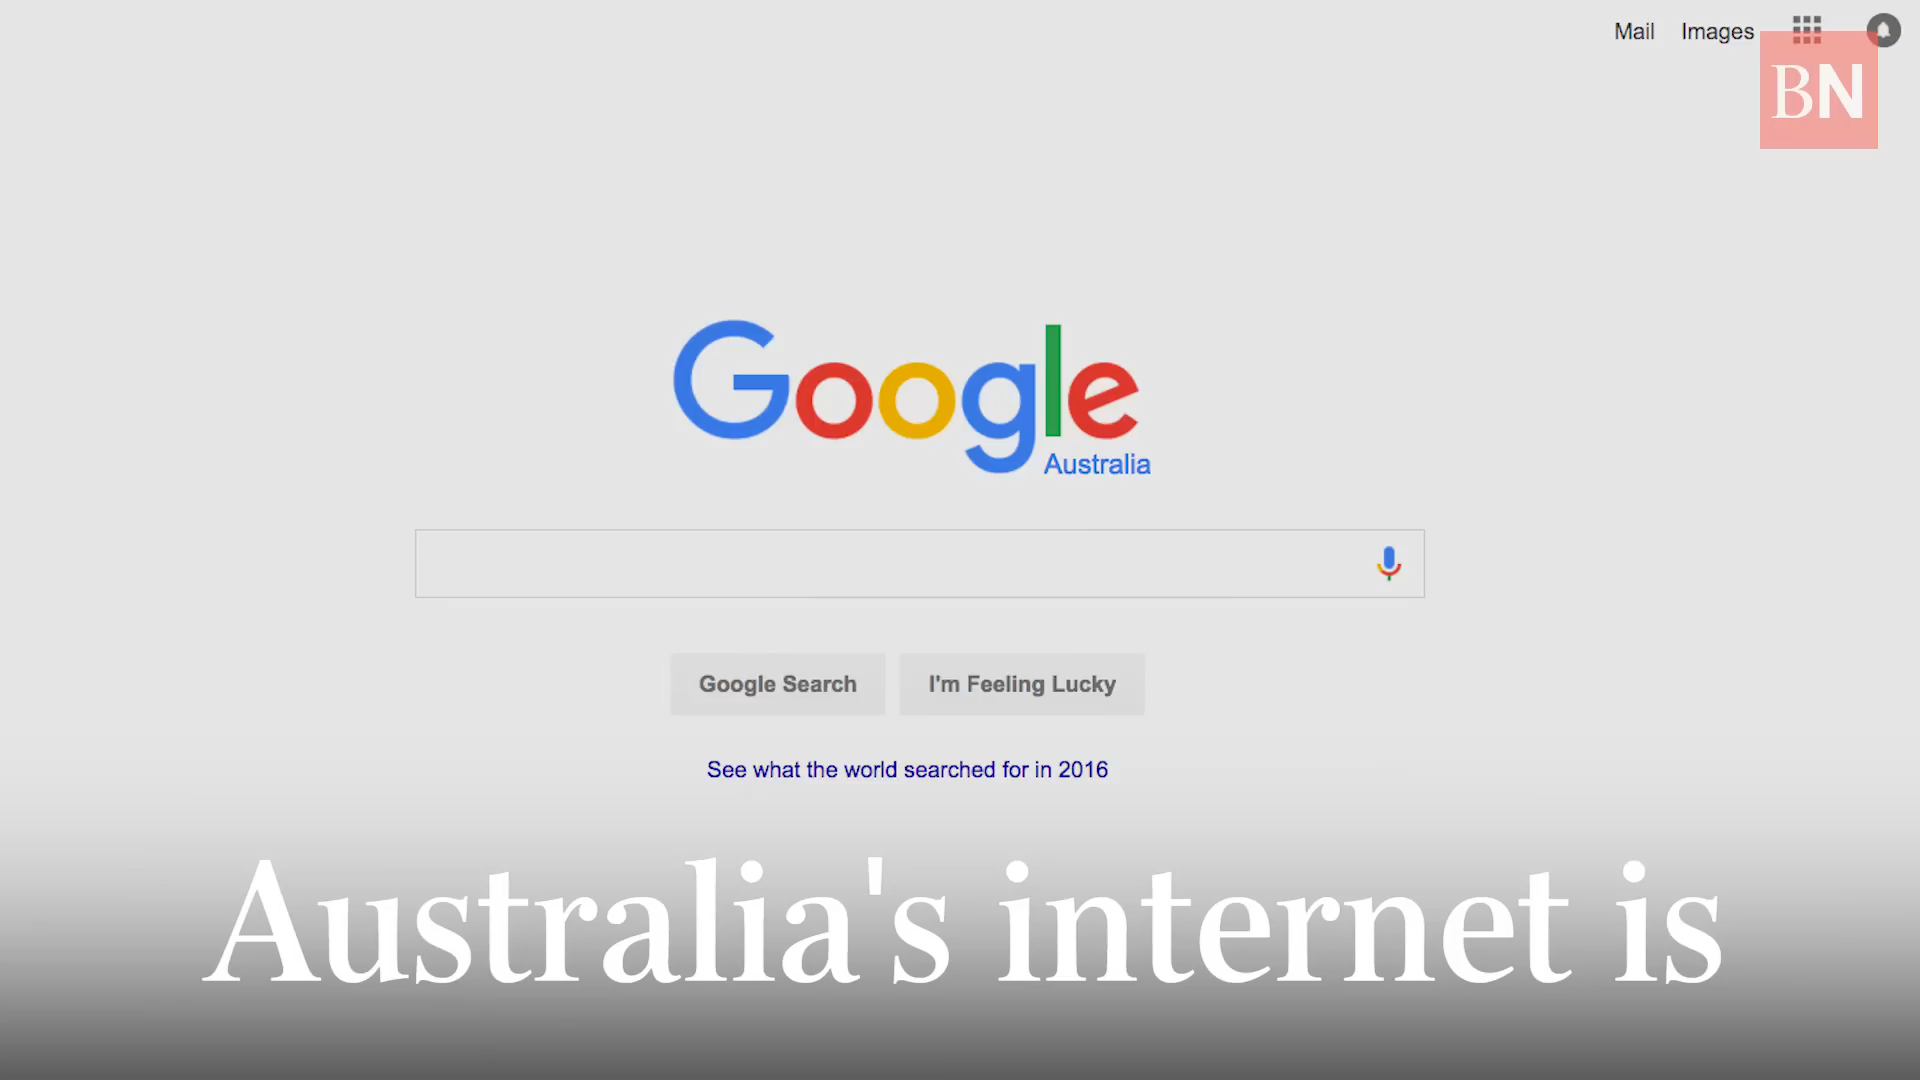 Mail Images
BN
Google
Australia
Google Search I'm Feeling Lucky
See what the world searched for in 2016
Australia's internet is